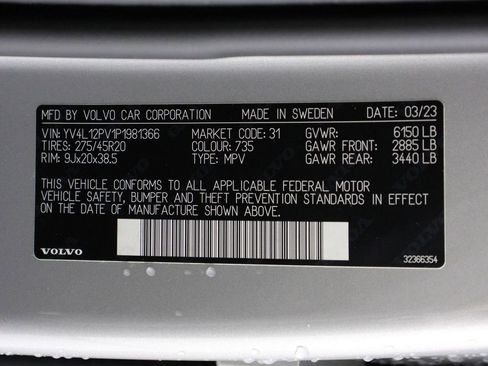 MFD BY VOLVO CAR CORPORATION MADE IN SWEDEN DATE: 03/23
VIN: YV4L12PV1P1981366 MARKET CODE: 31 GVWR: 6150 LB
TIRES: 275/45R20 COLOUR: 735 GAWR FRONT: 2885 LB
RIM: 9Jx20x38.5 TYPE: MPV GAWR REAR: 3440 LB
THIS VEHICLE CONFORMS TO ALL APPLICABLE FEDERAL MOTOR
VEHICLE SAFETY, BUMPER AND THEFT PREVENTION STANDARDS IN EFFECT
ON THE DATE OF MANUFACTURE SHOWN ABOVE.
VOLVO 32366354